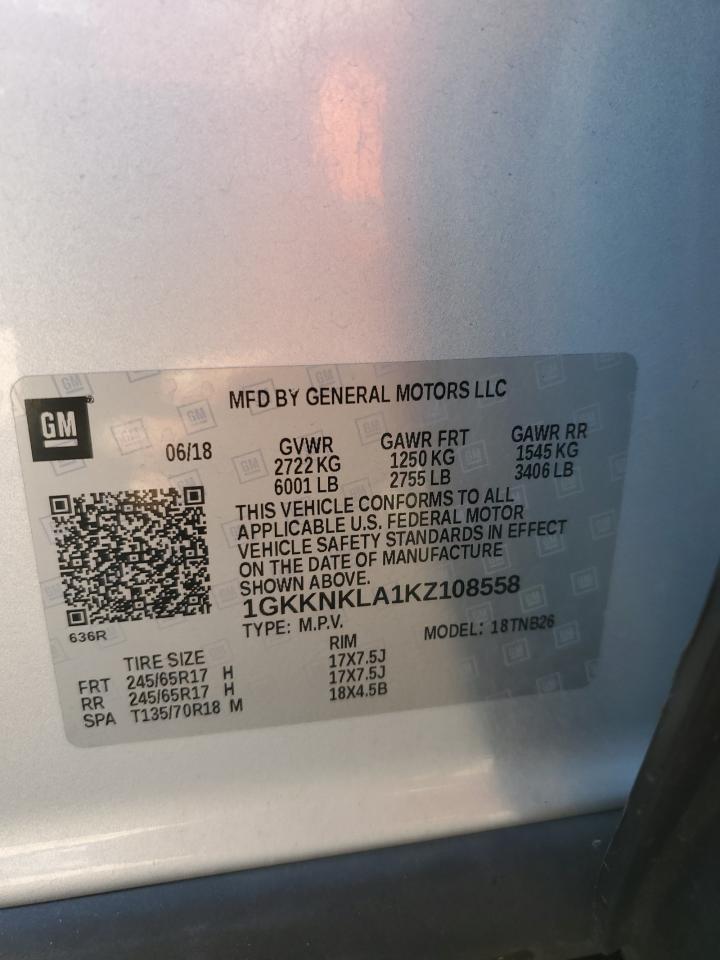 MFD BY GENERAL MOTORS LLC
GM
06/18
GVWR GAWR FRT GAWR RR
2722 KG 1250 KG 1545 KG
6001 LB 2755 LB 3406 LB
THIS VEHICLE CONFORMS TO ALL
APPLICABLE U.S. FEDERAL MOTOR
VEHICLE SAFETY STANDARDS IN EFFECT
ON THE DATE OF MANUFACTURE
SHOWN ABOVE.
1GKKNKLA1KZ108558
636R
TYPE: M.P.V. MODEL: 18TNB26
TIRE SIZE RIM
FRT 245/65R17 H 17X7.5J
RR 245/65R17 H 17X7.5J
SPA T135/70R18 M 18X4.5B